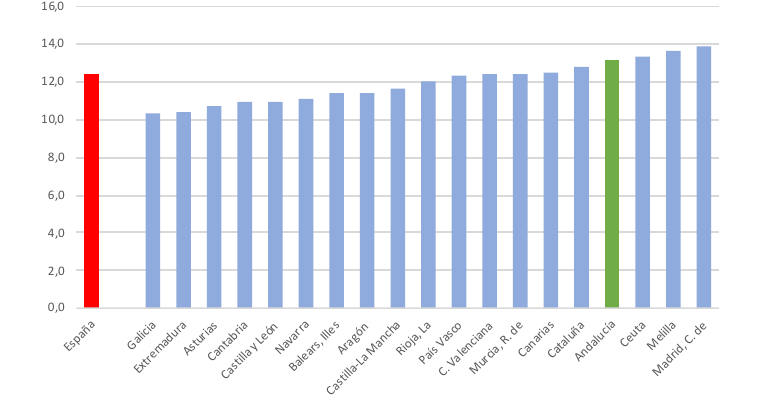 16,0
14,0
12,0
10,0
8,0
6,0
4,0
2,0
0,0
España
Galicia
Extremadura
Asturias
Cantabria
Castilla y León
Navarra
Balears, Illes
Aragón
Castilla-La Mancha
Rioja, La
País Vasco
C. Valenciana
Murcia, R. de
Canarias
Cataluña
Andalucía
Ceuta
Melilla
Madrid, C. de